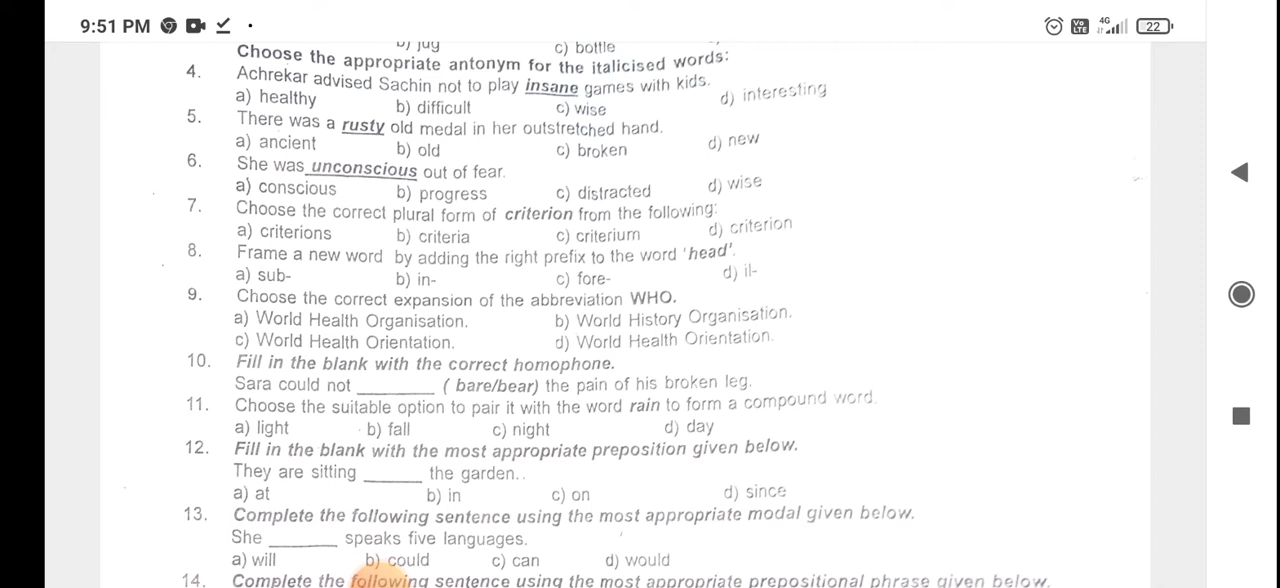 9:51 PM
4G
Vo LTE
22
b) jug c) bottle
Choose the appropriate antonym for the italicised words:
4. Achrekar advised Sachin not to play insane games with kids.
a) healthy b) difficult c) wise d) interesting
5. There was a rusty old medal in her outstretched hand.
a) ancient b) old c) broken d) new
6. She was unconscious out of fear.
a) conscious b) progress c) distracted d) wise
7. Choose the correct plural form of criterion from the following:
a) criterions b) criteria c) criterium d) criterion
8. Frame a new word by adding the right prefix to the word 'head'.
a) sub- b) in- c) fore- d) il-
9. Choose the correct expansion of the abbreviation WHO.
a) World Health Organisation. b) World History Organisation.
c) World Health Orientation. d) World Health Orientation.
10. Fill in the blank with the correct homophone.
Sara could not ________ ( bare/bear) the pain of his broken leg.
11. Choose the suitable option to pair it with the word rain to form a compound word.
a) light b) fall c) night d) day
12. Fill in the blank with the most appropriate preposition given below.
They are sitting ______ the garden..
a) at b) in c) on d) since
13. Complete the following sentence using the most appropriate modal given below.
She _______ speaks five languages.
a) will b) could c) can d) would
14. Complete the following sentence using the most appropriate prepositional phrase given below.